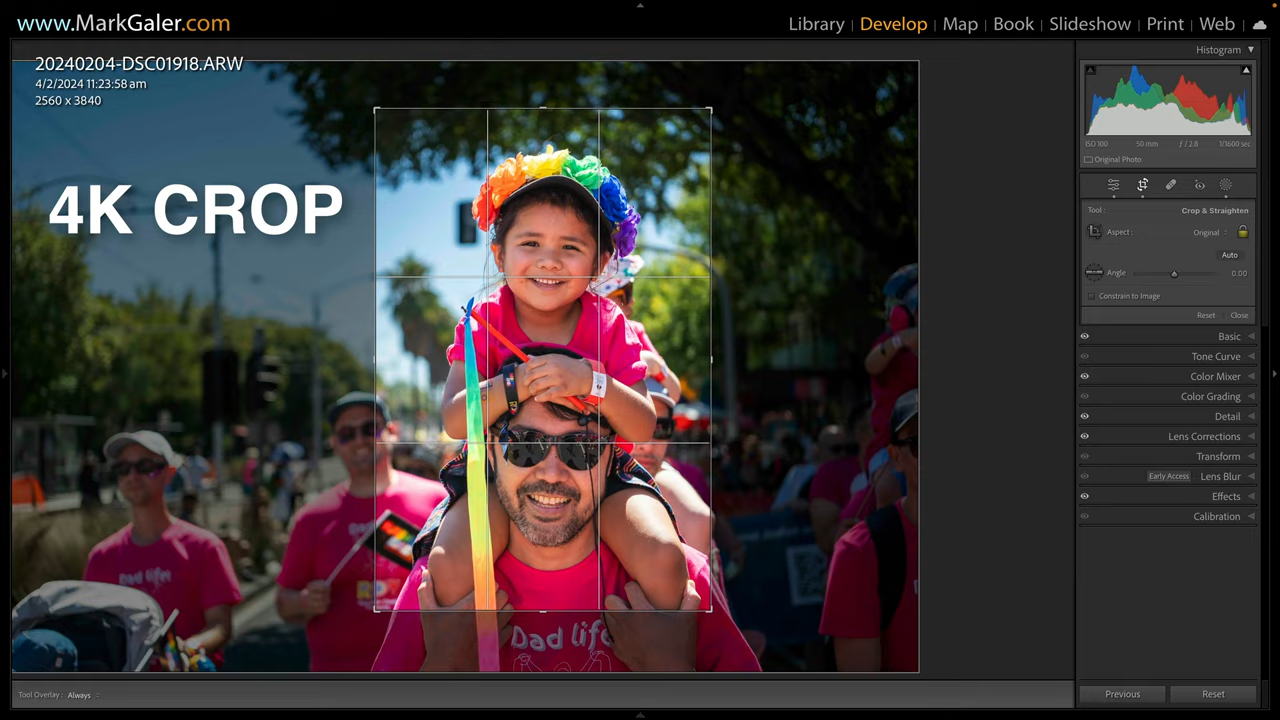 www.MarkGaler.com
Library | Develop | Map | Book | Slideshow | Print | Web
Histogram
20240204-DSC01918.ARW
4/2/2024 11:23:58 am
2560 x 3840
4K CROP
ISO 100 50 mm ƒ / 2.8 1/1600 sec
Original Photo
Tool : Crop & Straighten
Aspect : Original
Auto
Angle 0.00
Constrain to Image
Reset Close
Basic
Tone Curve
Color Mixer
Color Grading
Detail
Lens Corrections
Transform
Early Access Lens Blur
Effects
Calibration
Dad life!
Dad life
Tool Overlay : Always
Previous Reset